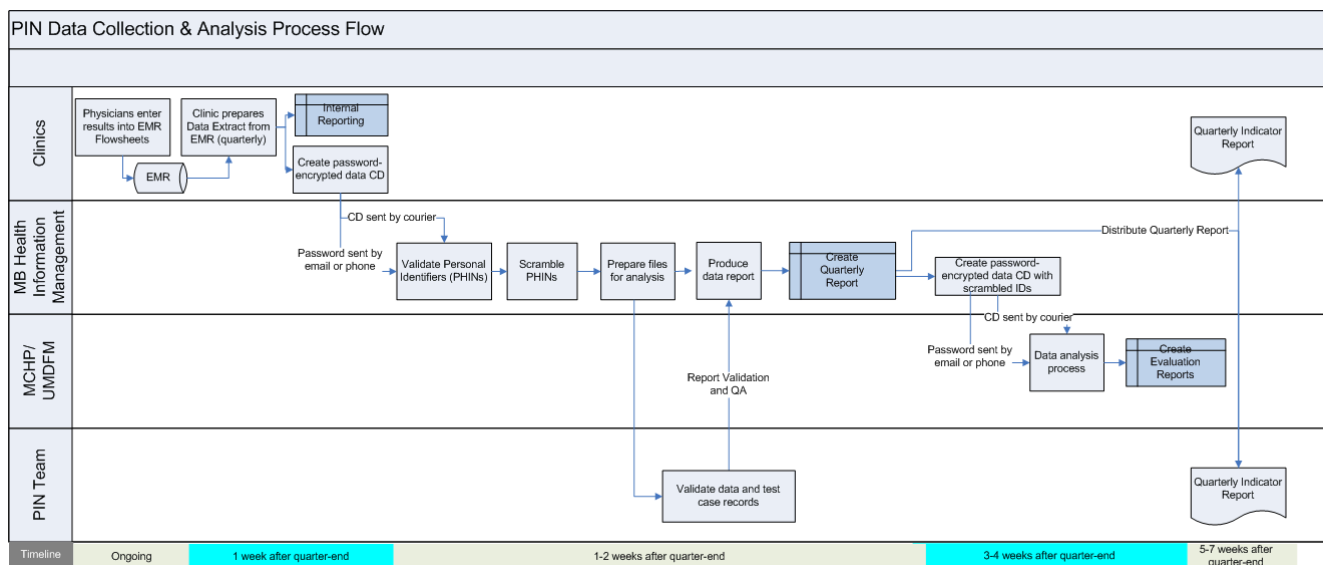 PIN Data Collection & Analysis Process Flow
Clinics
Physicians enter
results into EMR
Flowsheets
EMR
Clinic prepares
Data Extract from
EMR (quarterly)
Internal
Reporting
Create password-
encrypted data CD
Quarterly Indicator
Report
MB Health
Information
Management
CD sent by courier
Password sent by
email or phone
Validate Personal
Identifiers (PHINs)
Scramble
PHINs
Prepare files
for analysis
Produce
data report
Create
Quarterly
Report
Distribute Quarterly Report
Create password-
encrypted data CD with
scrambled IDs
MCHP/
UMDFM
CD sent by courier
Password sent by
email or phone
Data analysis
process
Create
Evaluation
Reports
Report Validation
and QA
PIN Team
Validate data and test
case records
Quarterly Indicator
Report
Timeline
Ongoing
1 week after quarter-end
1-2 weeks after quarter-end
3-4 weeks after quarter-end
5-7 weeks after
quarter-end